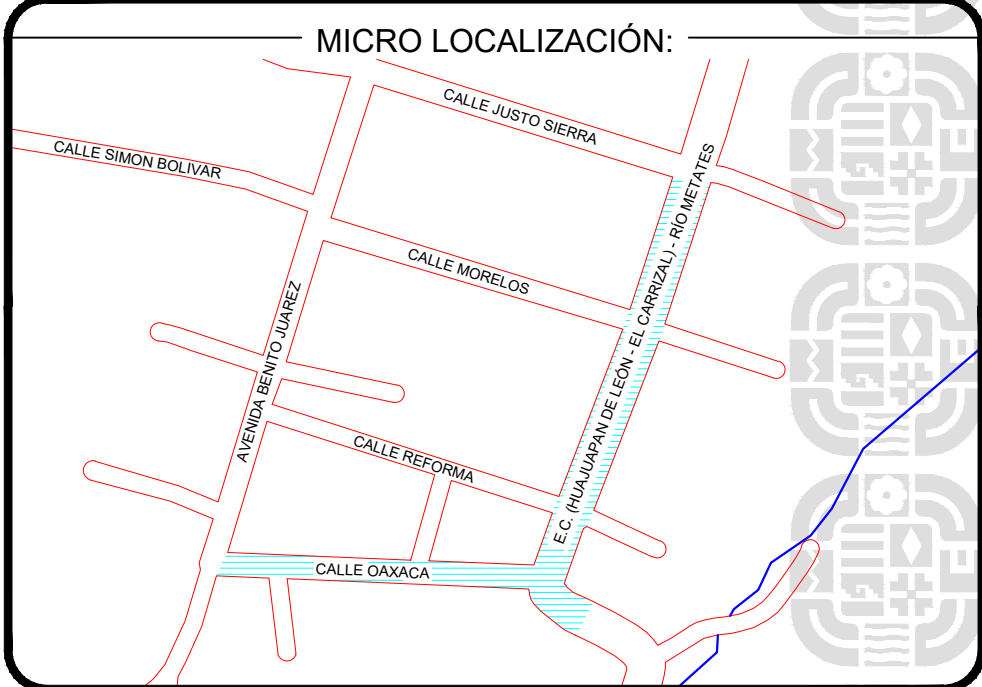 MICRO LOCALIZACIÓN:
CALLE JUSTO SIERRA
CALLE SIMON BOLIVAR
E.C. (HUAJUAPAN DE LEÓN - EL CARRIZAL) - RÍO METATES
CALLE MORELOS
AVENIDA BENITO JUAREZ
CALLE REFORMA
CALLE OAXACA